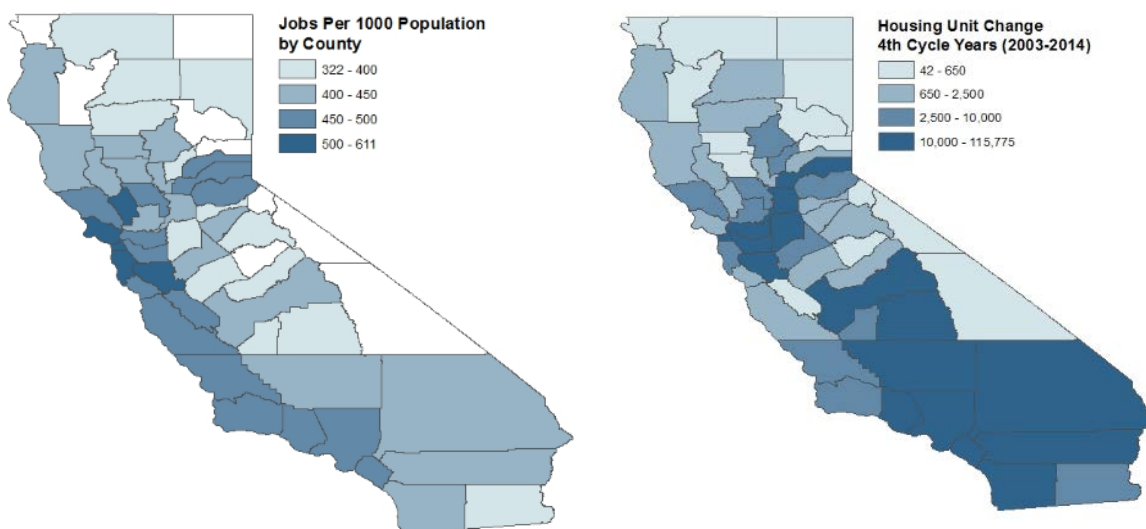 Jobs Per 1000 Population
by County
322 - 400
400 - 450
450 - 500
500 - 611
Housing Unit Change
4th Cycle Years (2003-2014)
42 - 650
650 - 2,500
2,500 - 10,000
10,000 - 115,775